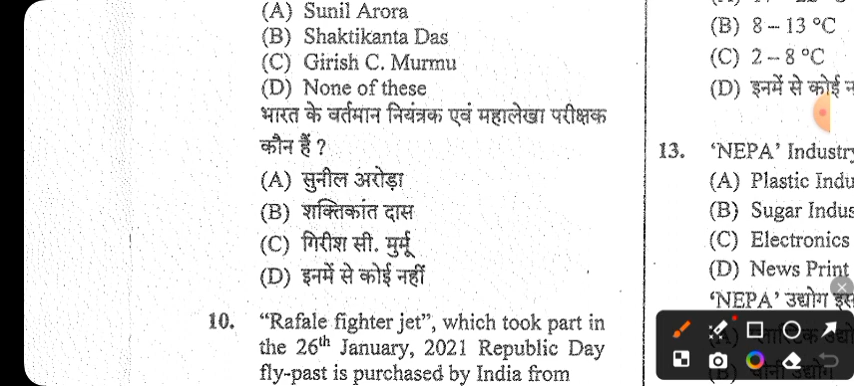 (A) Sunil Arora
(B) Shaktikanta Das
(C) Girish C. Murmu
(D) None of these
भारत के वर्तमान नियंत्रक एवं महालेखा परीक्षक
कौन हैं ?
(A) सुनील अरोड़ा
(B) शक्तिकांत दास
(C) गिरीश सी. मुर्मू
(D) इनमें से कोई नहीं
10. “Rafale fighter jet”, which took part in
the 26th January, 2021 Republic Day
fly-past is purchased by India from
(B) 8 – 13 °C
(C) 2 – 8 °C
(D) इनमें से कोई
13. ‘NEPA’ Industry
(A) Plastic
(B) Sugar
(C) Electronics
(D) News Print
‘NEPA’ उद्योग
(A)
(B)